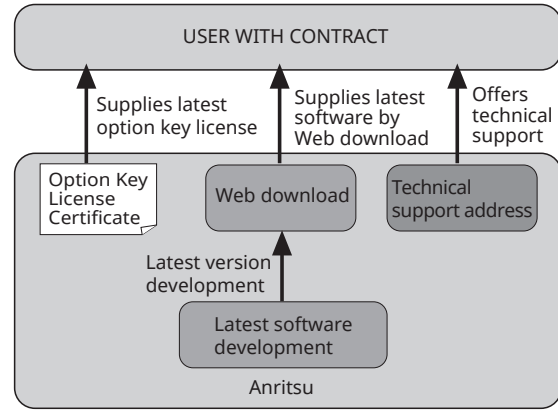 USER WITH CONTRACT
Supplies latest
option key license
Supplies latest
software by
Web download
Offers
technical
support
Option Key
License
Certificate
Web download
Technical
support address
Latest version
development
Latest software
development
Anritsu